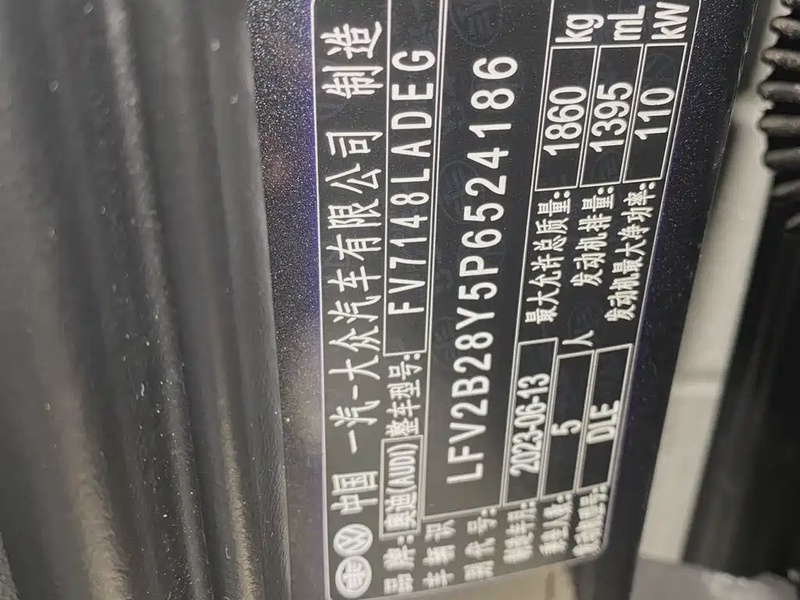 中国 一汽-大众汽车有限公司 制造
品牌: 奥迪(AUDI) 整车型号: FV7148LADEG
车辆识别代号: LFV2B28Y5P6524186
制造年月: 2023-06-13 最大允许总质量: 1860 kg
乘坐人数: 5 人 发动机排量: 1395 mL
发动机型号: DLE 发动机最大净功率: 110 kW